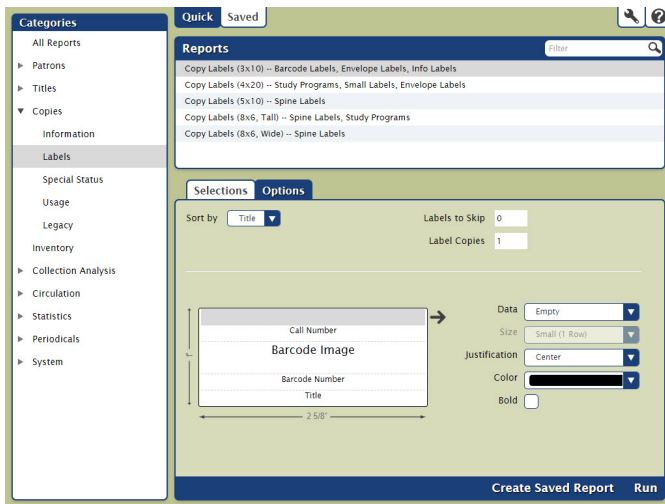 Categories
All Reports
Patrons
Titles
Copies
Information
Labels
Special Status
Usage
Legacy
Inventory
Collection Analysis
Circulation
Statistics
Periodicals
System
Quick Saved
Reports
Filter
Copy Labels (3x10) -- Barcode Labels, Envelope Labels, Info Labels
Copy Labels (4x20) -- Study Programs, Small Labels, Envelope Labels
Copy Labels (5x10) -- Spine Labels
Copy Labels (8x6, Tall) -- Spine Labels, Study Programs
Copy Labels (8x6, Wide) -- Spine Labels
Selections Options
Sort by Title
Labels to Skip 0
Label Copies 1
Call Number
Barcode Image
Barcode Number
Title
1"
2 5/8"
Data Empty
Size Small (1 Row)
Justification Center
Color
Bold
Create Saved Report Run